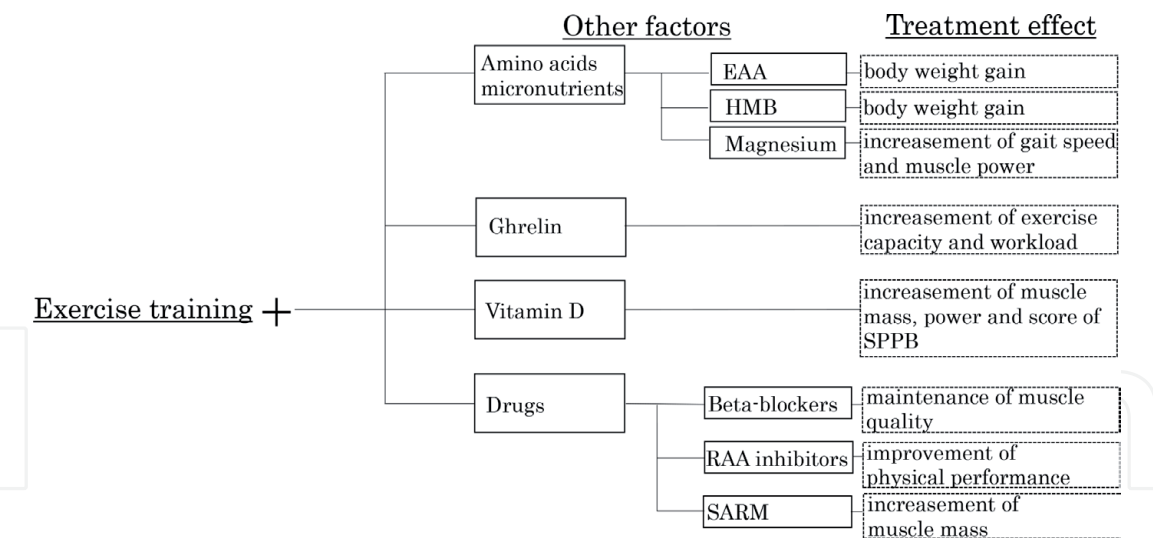 Other factors
Treatment effect
Amino acids
micronutrients
EAA
body weight gain
HMB
body weight gain
Magnesium
increasement of gait speed
and muscle power
Ghrelin
increasement of exercise
capacity and workload
Exercise training +
Vitamin D
increasement of muscle
mass, power and score of
SPPB
Drugs
Beta-blockers
maintenance of muscle
quality
RAA inhibitors
improvement of
physical performance
SARM
increasement of
muscle mass